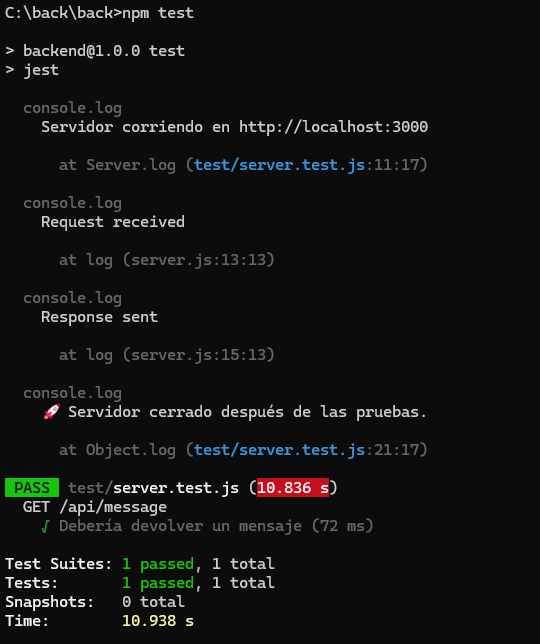 C:\back\back>npm test
> backend@1.0.0 test
> jest
console.log
Servidor corriendo en http://localhost:3000
at Server.log (test/server.test.js:11:17)
console.log
Request received
at log (server.js:13:13)
console.log
Response sent
at log (server.js:15:13)
console.log
🚀 Servidor cerrado después de las pruebas.
at Object.log (test/server.test.js:21:17)
PASS test/server.test.js (10.836 s)
GET /api/message
√ Debería devolver un mensaje (72 ms)
Test Suites: 1 passed, 1 total
Tests: 1 passed, 1 total
Snapshots: 0 total
Time: 10.938 s